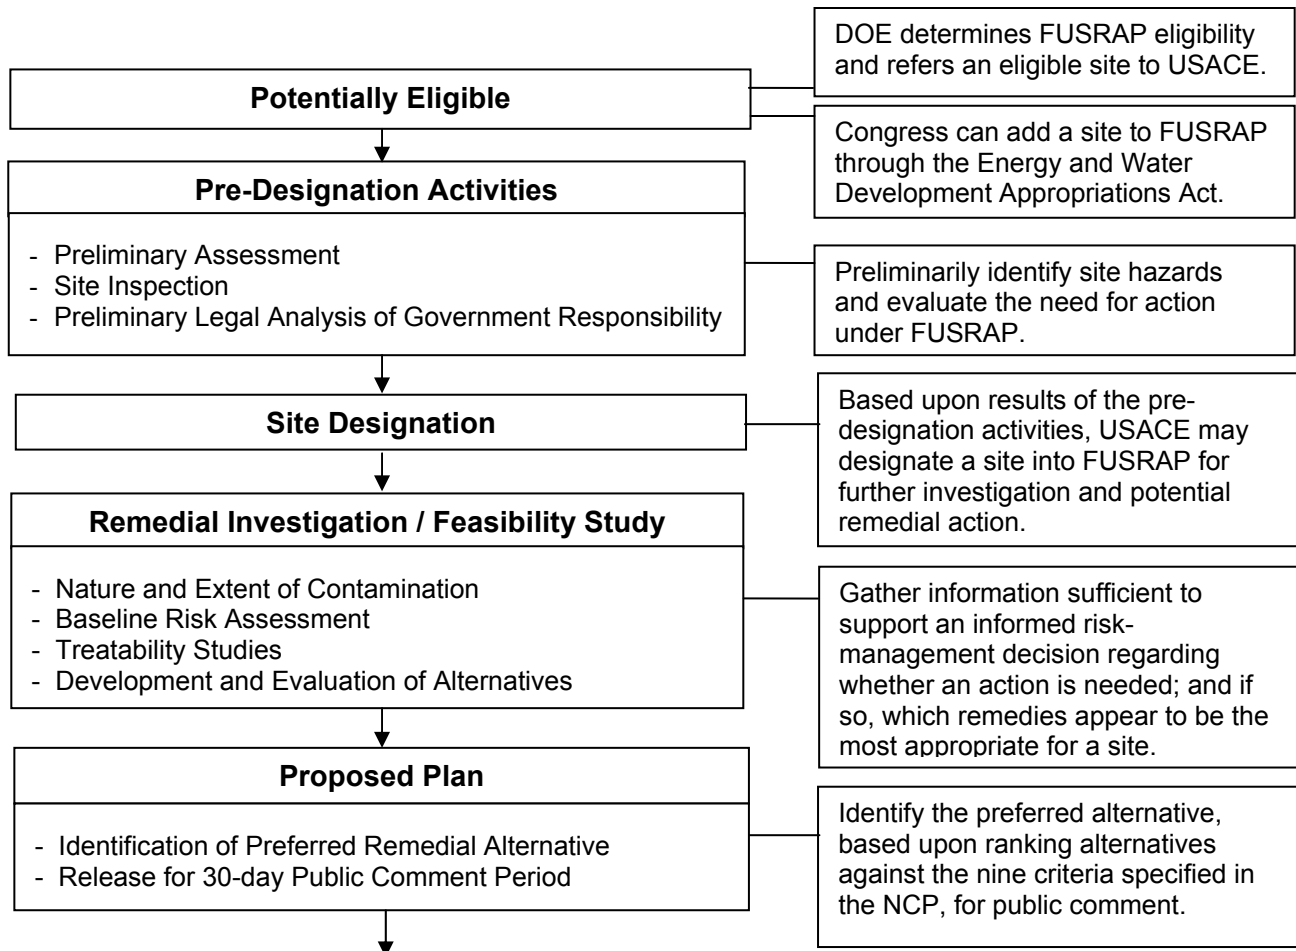 Potentially Eligible
DOE determines FUSRAP eligibility
and refers an eligible site to USACE.
Congress can add a site to FUSRAP
through the Energy and Water
Development Appropriations Act.
Pre-Designation Activities
- Preliminary Assessment
- Site Inspection
- Preliminary Legal Analysis of Government Responsibility
Preliminarily identify site hazards
and evaluate the need for action
under FUSRAP.
Site Designation
Based upon results of the pre-
designation activities, USACE may
designate a site into FUSRAP for
further investigation and potential
remedial action.
Remedial Investigation / Feasibility Study
- Nature and Extent of Contamination
- Baseline Risk Assessment
- Treatability Studies
- Development and Evaluation of Alternatives
Gather information sufficient to
support an informed risk-
management decision regarding
whether an action is needed; and if
so, which remedies appear to be the
most appropriate for a site.
Proposed Plan
- Identification of Preferred Remedial Alternative
- Release for 30-day Public Comment Period
Identify the preferred alternative,
based upon ranking alternatives
against the nine criteria specified in
the NCP, for public comment.